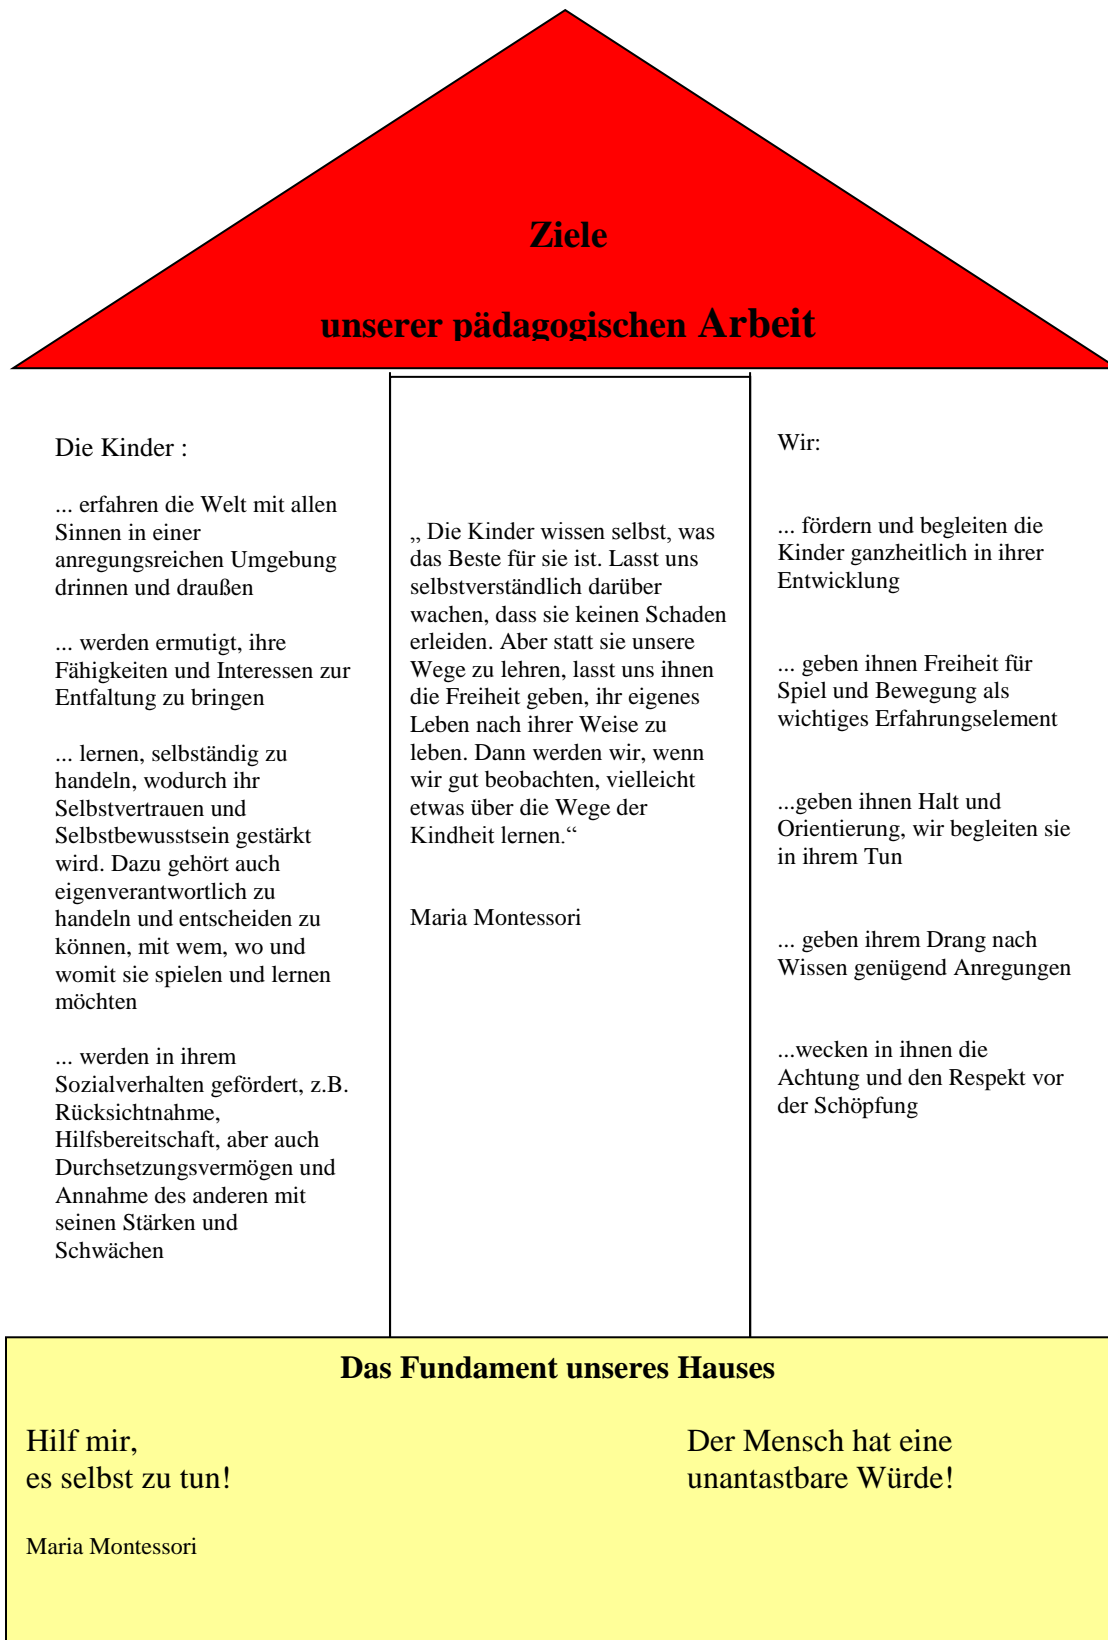 Ziele
unserer pädagogischen Arbeit
Die Kinder :
... erfahren die Welt mit allen
Sinnen in einer
anregungsreichen Umgebung
drinnen und draußen
... werden ermutigt, ihre
Fähigkeiten und Interessen zur
Entfaltung zu bringen
... lernen, selbständig zu
handeln, wodurch ihr
Selbstvertrauen und
Selbstbewusstsein gestärkt
wird. Dazu gehört auch
eigenverantwortlich zu
handeln und entscheiden zu
können, mit wem, wo und
womit sie spielen und lernen
möchten
... werden in ihrem
Sozialverhalten gefördert, z.B.
Rücksichtnahme,
Hilfsbereitschaft, aber auch
Durchsetzungsvermögen und
Annahme des anderen mit
seinen Stärken und
Schwächen
„ Die Kinder wissen selbst, was
das Beste für sie ist. Lasst uns
selbstverständlich darüber
wachen, dass sie keinen Schaden
erleiden. Aber statt sie unsere
Wege zu lehren, lasst uns ihnen
die Freiheit geben, ihr eigenes
Leben nach ihrer Weise zu
leben. Dann werden wir, wenn
wir gut beobachten, vielleicht
etwas über die Wege der
Kindheit lernen.“
Maria Montessori
Wir:
... fördern und begleiten die
Kinder ganzheitlich in ihrer
Entwicklung
... geben ihnen Freiheit für
Spiel und Bewegung als
wichtiges Erfahrungselement
...geben ihnen Halt und
Orientierung, wir begleiten sie
in ihrem Tun
... geben ihrem Drang nach
Wissen genügend Anregungen
...wecken in ihnen die
Achtung und den Respekt vor
der Schöpfung
Das Fundament unseres Hauses
Hilf mir,
es selbst zu tun!
Maria Montessori
Der Mensch hat eine
unantastbare Würde!